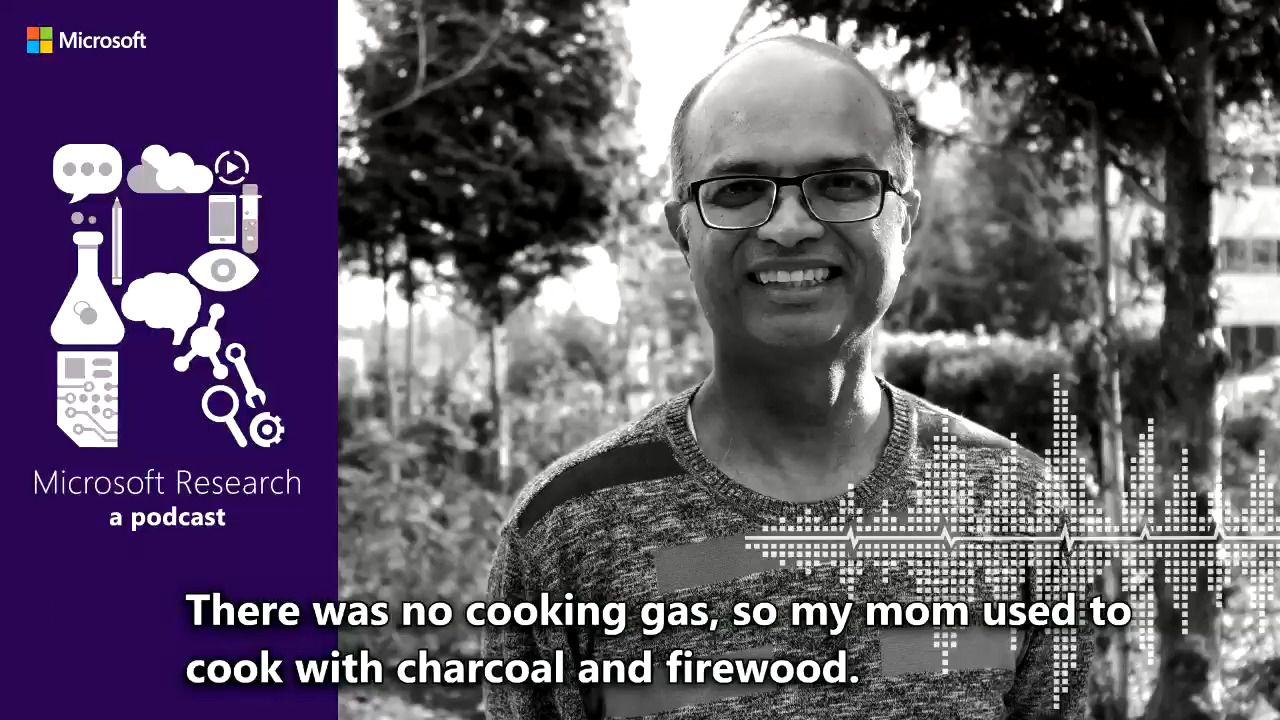 Microsoft
Microsoft Research
a podcast
There was no cooking gas, so my mom used to
cook with charcoal and firewood.